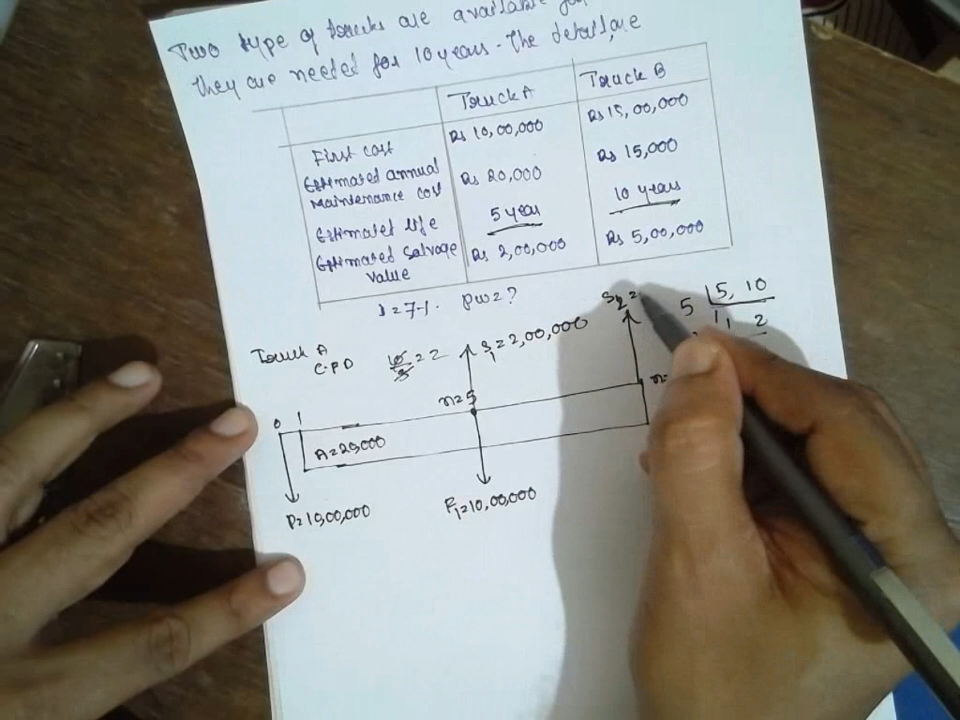 Two type of trucks are available
they are needed for 10 years - The details are
Truck A Truck B
First cost Rs 10,00,000 Rs 15,00,000
Estimated annual maintenance cost Rs 20,000 Rs 15,000
Estimated life 5 year 10 years
Estimated salvage value Rs 2,00,000 Rs 5,00,000
i=7-1. PW=?
5 5, 10
1, 2
Truck A
C.F.D 10/5 = 2 S1=2,00,000 S2=
0 1 n=5
A=20,000
P=10,00,000 F1=10,00,000